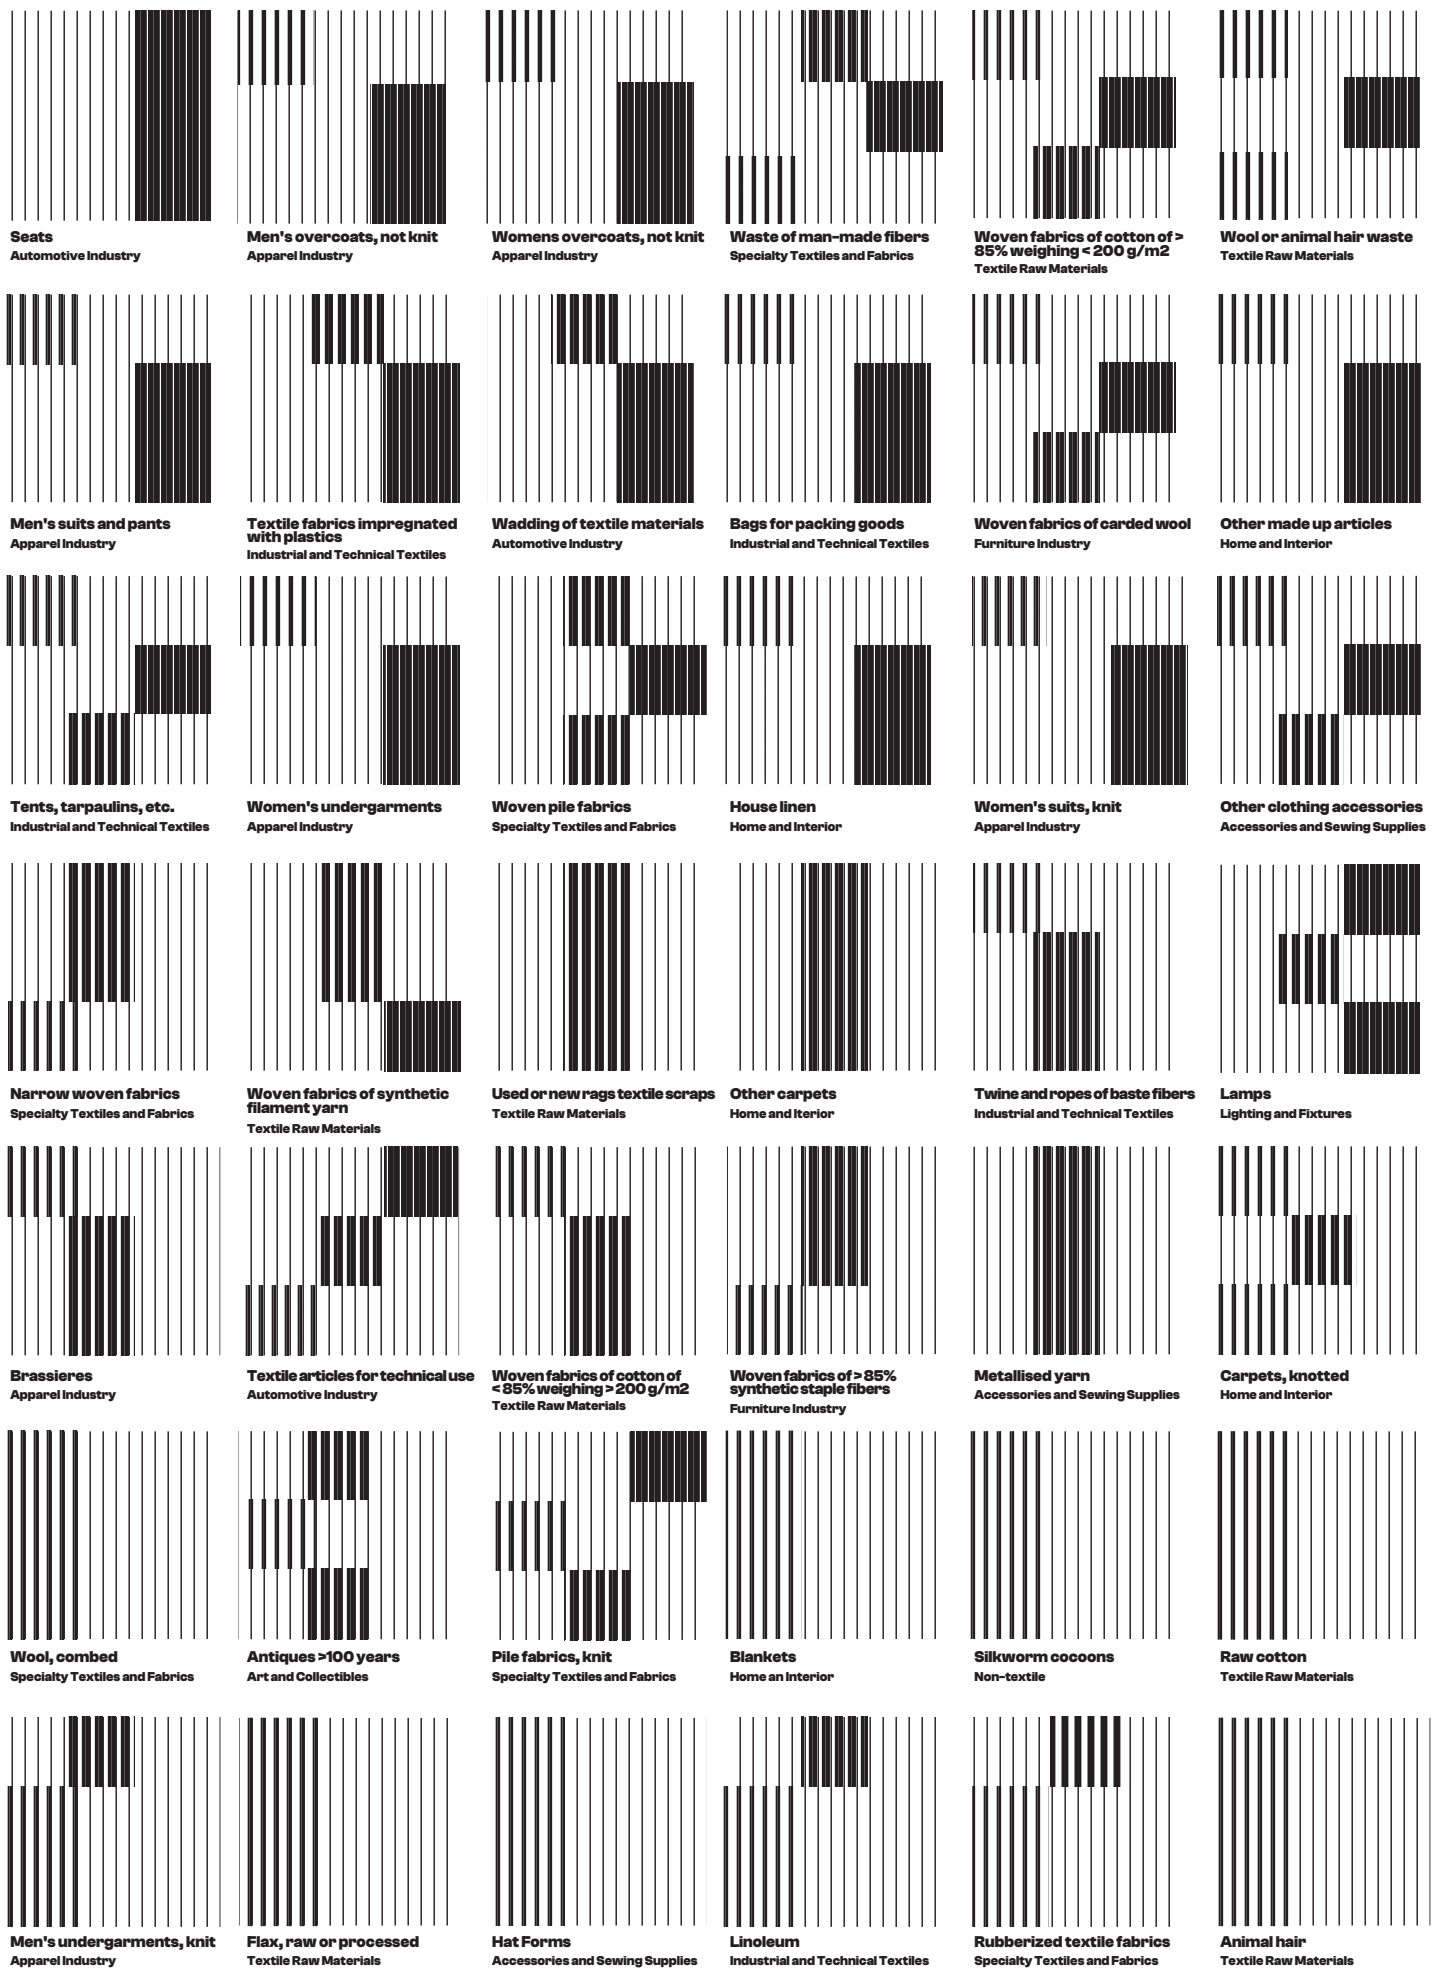 Seats
Automotive Industry
Men's overcoats, not knit
Apparel Industry
Womens overcoats, not knit
Apparel Industry
Waste of man-made fibers
Specialty Textiles and Fabrics
Woven fabrics of cotton of >
85% weighing < 200 g/m2
Textile Raw Materials
Wool or animal hair waste
Textile Raw Materials
Men's suits and pants
Apparel Industry
Textile fabrics impregnated
with plastics
Industrial and Technical Textiles
Wadding of textile materials
Automotive Industry
Bags for packing goods
Industrial and Technical Textiles
Woven fabrics of carded wool
Furniture Industry
Other made up articles
Home and Interior
Tents, tarpaulins, etc.
Industrial and Technical Textiles
Women's undergarments
Apparel Industry
Woven pile fabrics
Specialty Textiles and Fabrics
House linen
Home and Interior
Women's suits, knit
Apparel Industry
Other clothing accessories
Accessories and Sewing Supplies
Narrow woven fabrics
Specialty Textiles and Fabrics
Woven fabrics of synthetic
filament yarn
Textile Raw Materials
Used or new rags textile scraps
Textile Raw Materials
Other carpets
Home and Iterior
Twine and ropes of baste fibers
Industrial and Technical Textiles
Lamps
Lighting and Fixtures
Brassieres
Apparel Industry
Textile articles for technical use
Automotive Industry
Woven fabrics of cotton of
< 85% weighing > 200 g/m2
Textile Raw Materials
Woven fabrics of > 85%
synthetic staple fibers
Furniture Industry
Metallised yarn
Accessories and Sewing Supplies
Carpets, knotted
Home and Interior
Wool, combed
Specialty Textiles and Fabrics
Antiques >100 years
Art and Collectibles
Pile fabrics, knit
Specialty Textiles and Fabrics
Blankets
Home an Interior
Silkworm cocoons
Non-textile
Raw cotton
Textile Raw Materials
Men's undergarments, knit
Apparel Industry
Flax, raw or processed
Textile Raw Materials
Hat Forms
Accessories and Sewing Supplies
Linoleum
Industrial and Technical Textiles
Rubberized textile fabrics
Specialty Textiles and Fabrics
Animal hair
Textile Raw Materials